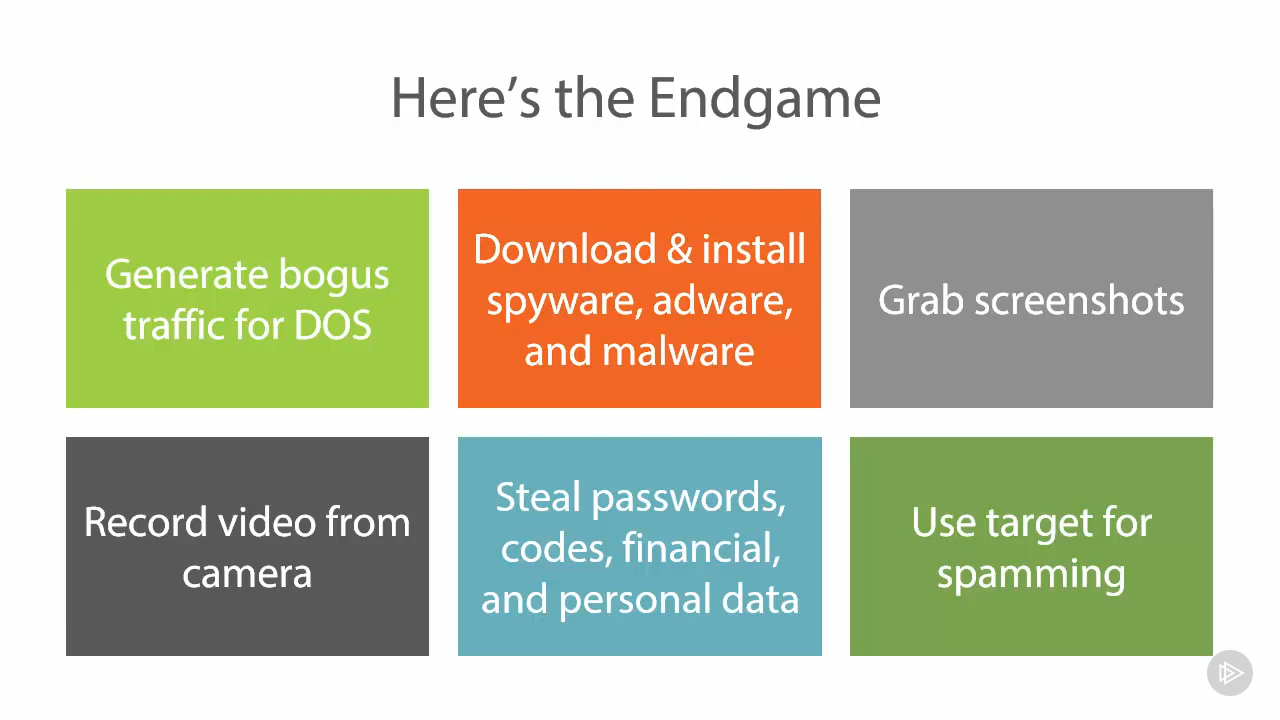 Here’s the Endgame
Generate bogus
traffic for DOS
Download & install
spyware, adware,
and malware
Grab screenshots
Record video from
camera
Steal passwords,
codes, financial,
and personal data
Use target for
spamming